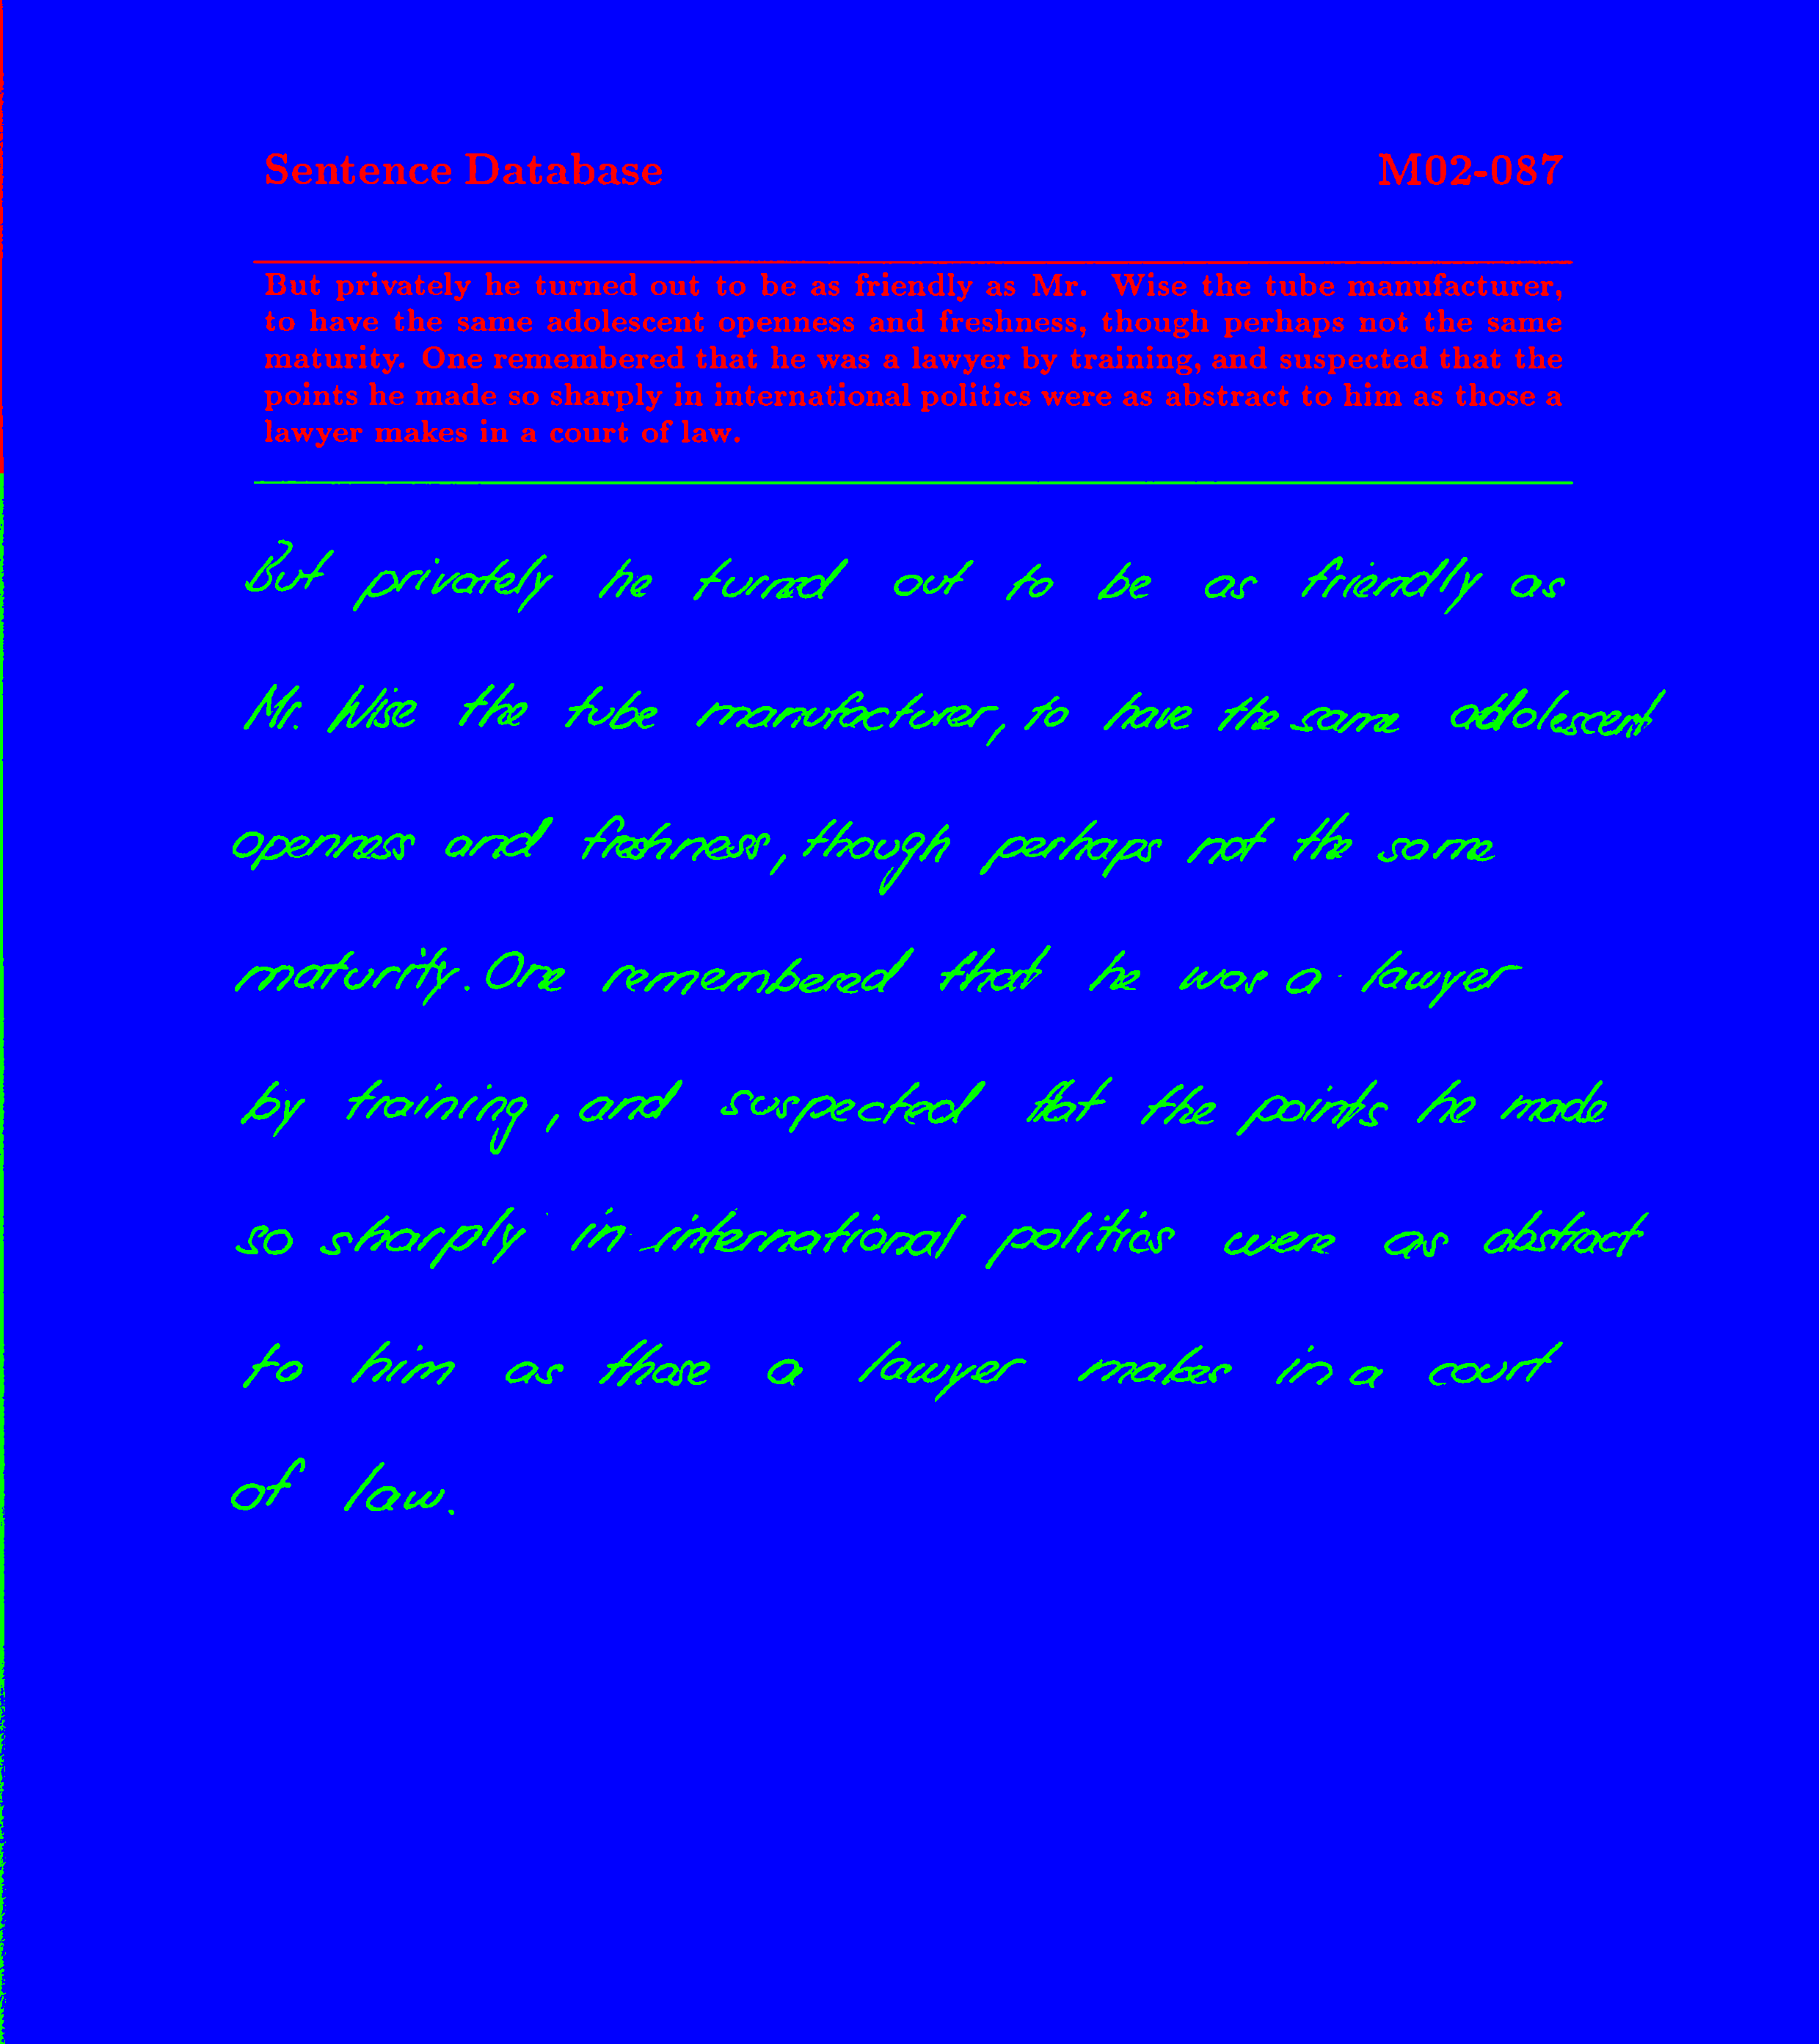 Sentence Database M02-087
But privately he turned out to be as friendly as Mr. Wise the tube manufacturer,
to have the same adolescent openness and freshness, though perhaps not the same
maturity. One remembered that he was a lawyer by training, and suspected that the
points he made so sharply in international politics were as abstract to him as those a
lawyer makes in a court of law.
But privately he turned out to be as friendly as
Mr. Wise the tube manufacturer, to have the same adolescent
openness and freshness, though perhaps not the same
maturity. One remembered that he was a lawyer
by training, and suspected that the points he made
so sharply in international politics were as abstract
to him as those a lawyer makes in a court
of law.